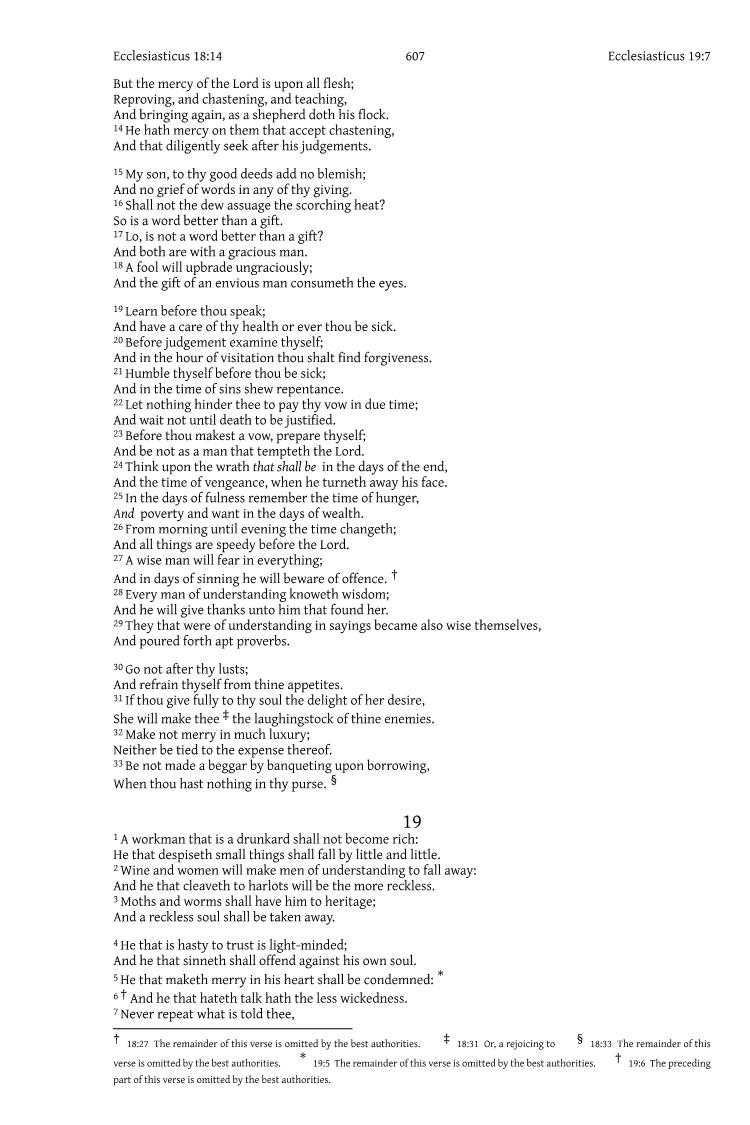 Ecclesiasticus 18:14 607 Ecclesiasticus 19:7
But the mercy of the Lord is upon all flesh;
Reproving, and chastening, and teaching,
And bringing again, as a shepherd doth his flock.
14 He hath mercy on them that accept chastening,
And that diligently seek after his judgements.
15 My son, to thy good deeds add no blemish;
And no grief of words in any of thy giving.
16 Shall not the dew assuage the scorching heat?
So is a word better than a gift.
17 Lo, is not a word better than a gift?
And both are with a gracious man.
18 A fool will upbrade ungraciously;
And the gift of an envious man consumeth the eyes.
19 Learn before thou speak;
And have a care of thy health or ever thou be sick.
20 Before judgement examine thyself;
And in the hour of visitation thou shalt find forgiveness.
21 Humble thyself before thou be sick;
And in the time of sins shew repentance.
22 Let nothing hinder thee to pay thy vow in due time;
And wait not until death to be justified.
23 Before thou makest a vow, prepare thyself;
And be not as a man that tempteth the Lord.
24 Think upon the wrath that shall be in the days of the end,
And the time of vengeance, when he turneth away his face.
25 In the days of fulness remember the time of hunger,
And poverty and want in the days of wealth.
26 From morning until evening the time changeth;
And all things are speedy before the Lord.
27 A wise man will fear in everything;
And in days of sinning he will beware of offence. †
28 Every man of understanding knoweth wisdom;
And he will give thanks unto him that found her.
29 They that were of understanding in sayings became also wise themselves,
And poured forth apt proverbs.
30 Go not after thy lusts;
And refrain thyself from thine appetites.
31 If thou give fully to thy soul the delight of her desire,
She will make thee ‡ the laughingstock of thine enemies.
32 Make not merry in much luxury;
Neither be tied to the expense thereof.
33 Be not made a beggar by banqueting upon borrowing,
When thou hast nothing in thy purse. §
19
1 A workman that is a drunkard shall not become rich:
He that despiseth small things shall fall by little and little.
2 Wine and women will make men of understanding to fall away:
And he that cleaveth to harlots will be the more reckless.
3 Moths and worms shall have him to heritage;
And a reckless soul shall be taken away.
4 He that is hasty to trust is light-minded;
And he that sinneth shall offend against his own soul.
5 He that maketh merry in his heart shall be condemned: *
6 † And he that hateth talk hath the less wickedness.
7 Never repeat what is told thee,
† 18:27 The remainder of this verse is omitted by the best authorities. ‡ 18:31 Or, a rejoicing to § 18:33 The remainder of this
verse is omitted by the best authorities. * 19:5 The remainder of this verse is omitted by the best authorities. † 19:6 The preceding
part of this verse is omitted by the best authorities.